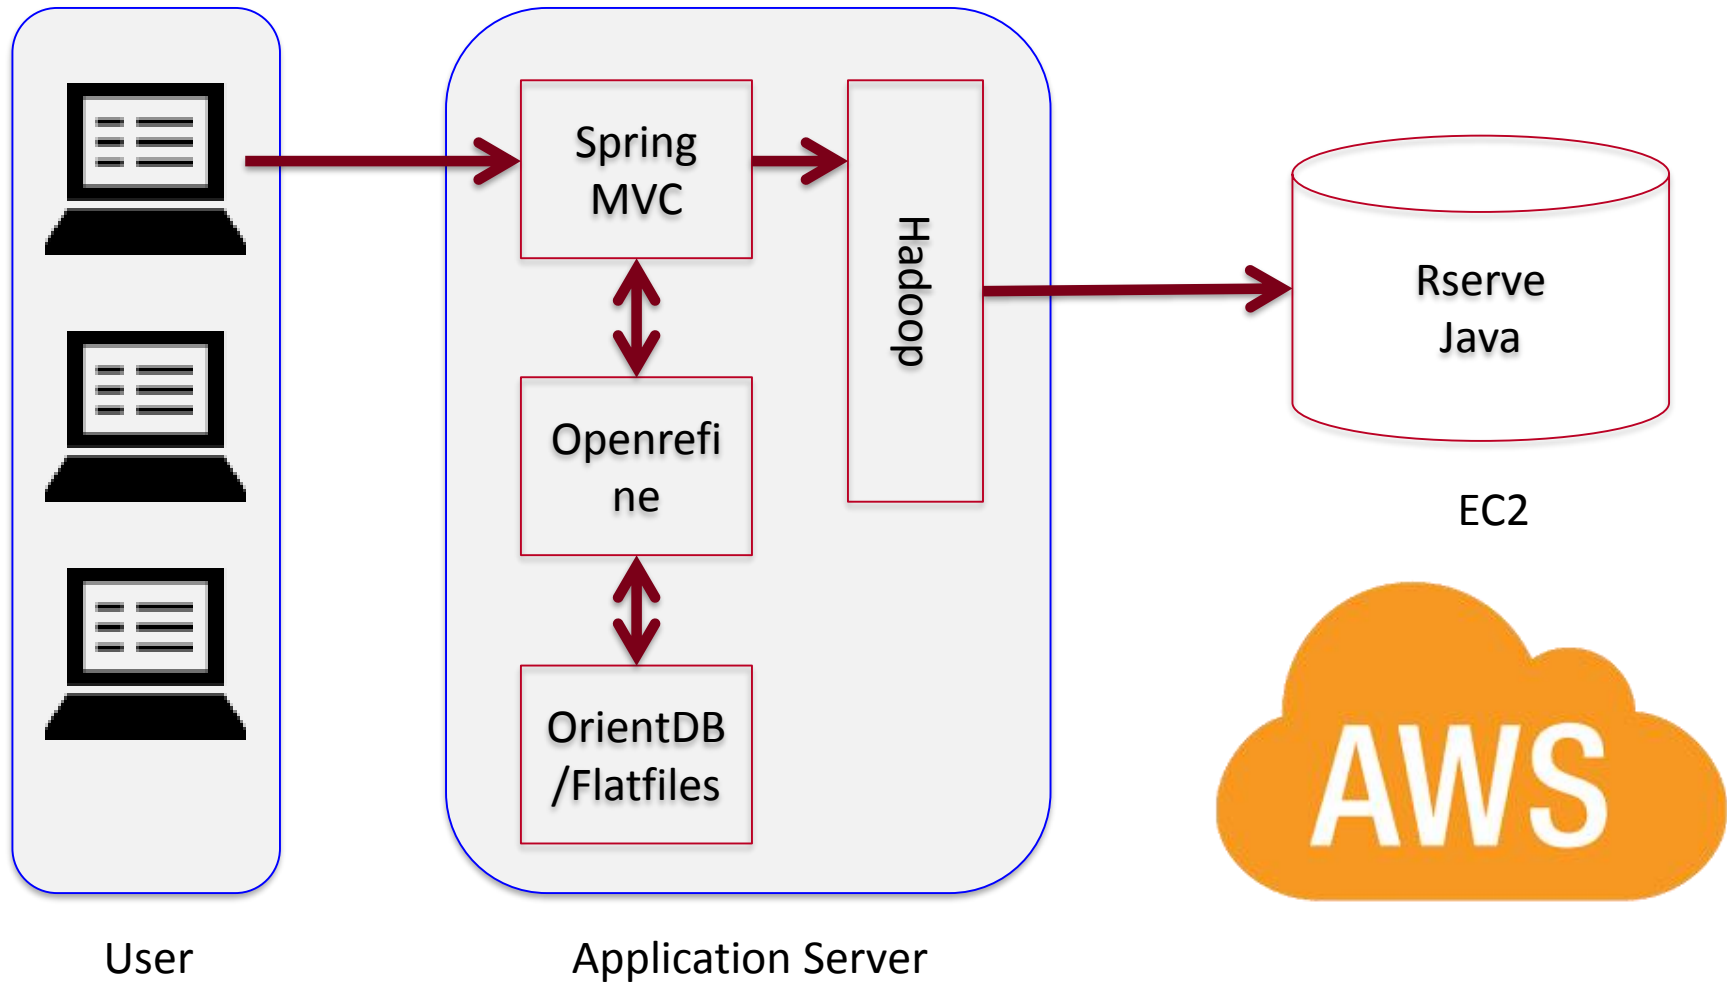 Spring
MVC
Hadoop
Rserve
Java
Openrefi
ne
EC2
OrientDB
/Flatfiles
AWS
User
Application Server